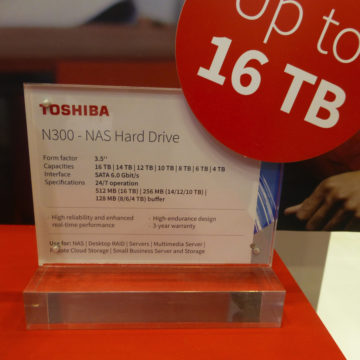 Up to
16 TB
TOSHIBA
N300 - NAS Hard Drive
Form factor 3.5''
Capacities 16 TB | 14 TB | 12 TB | 10 TB | 8 TB | 6 TB | 4 TB
Interface SATA 6.0 Gbit/s
Specifications 24/7 operation
512 MB (16 TB) | 256 MB (14/12/10 TB) |
128 MB (8/6/4 TB) buffer
- High reliability and enhanced real-time performance
- High-endurance design
- 3-year warranty
Use for: NAS | Desktop RAID | Servers | Multimedia Server |
Private Cloud Storage | Small Business Server and Storage